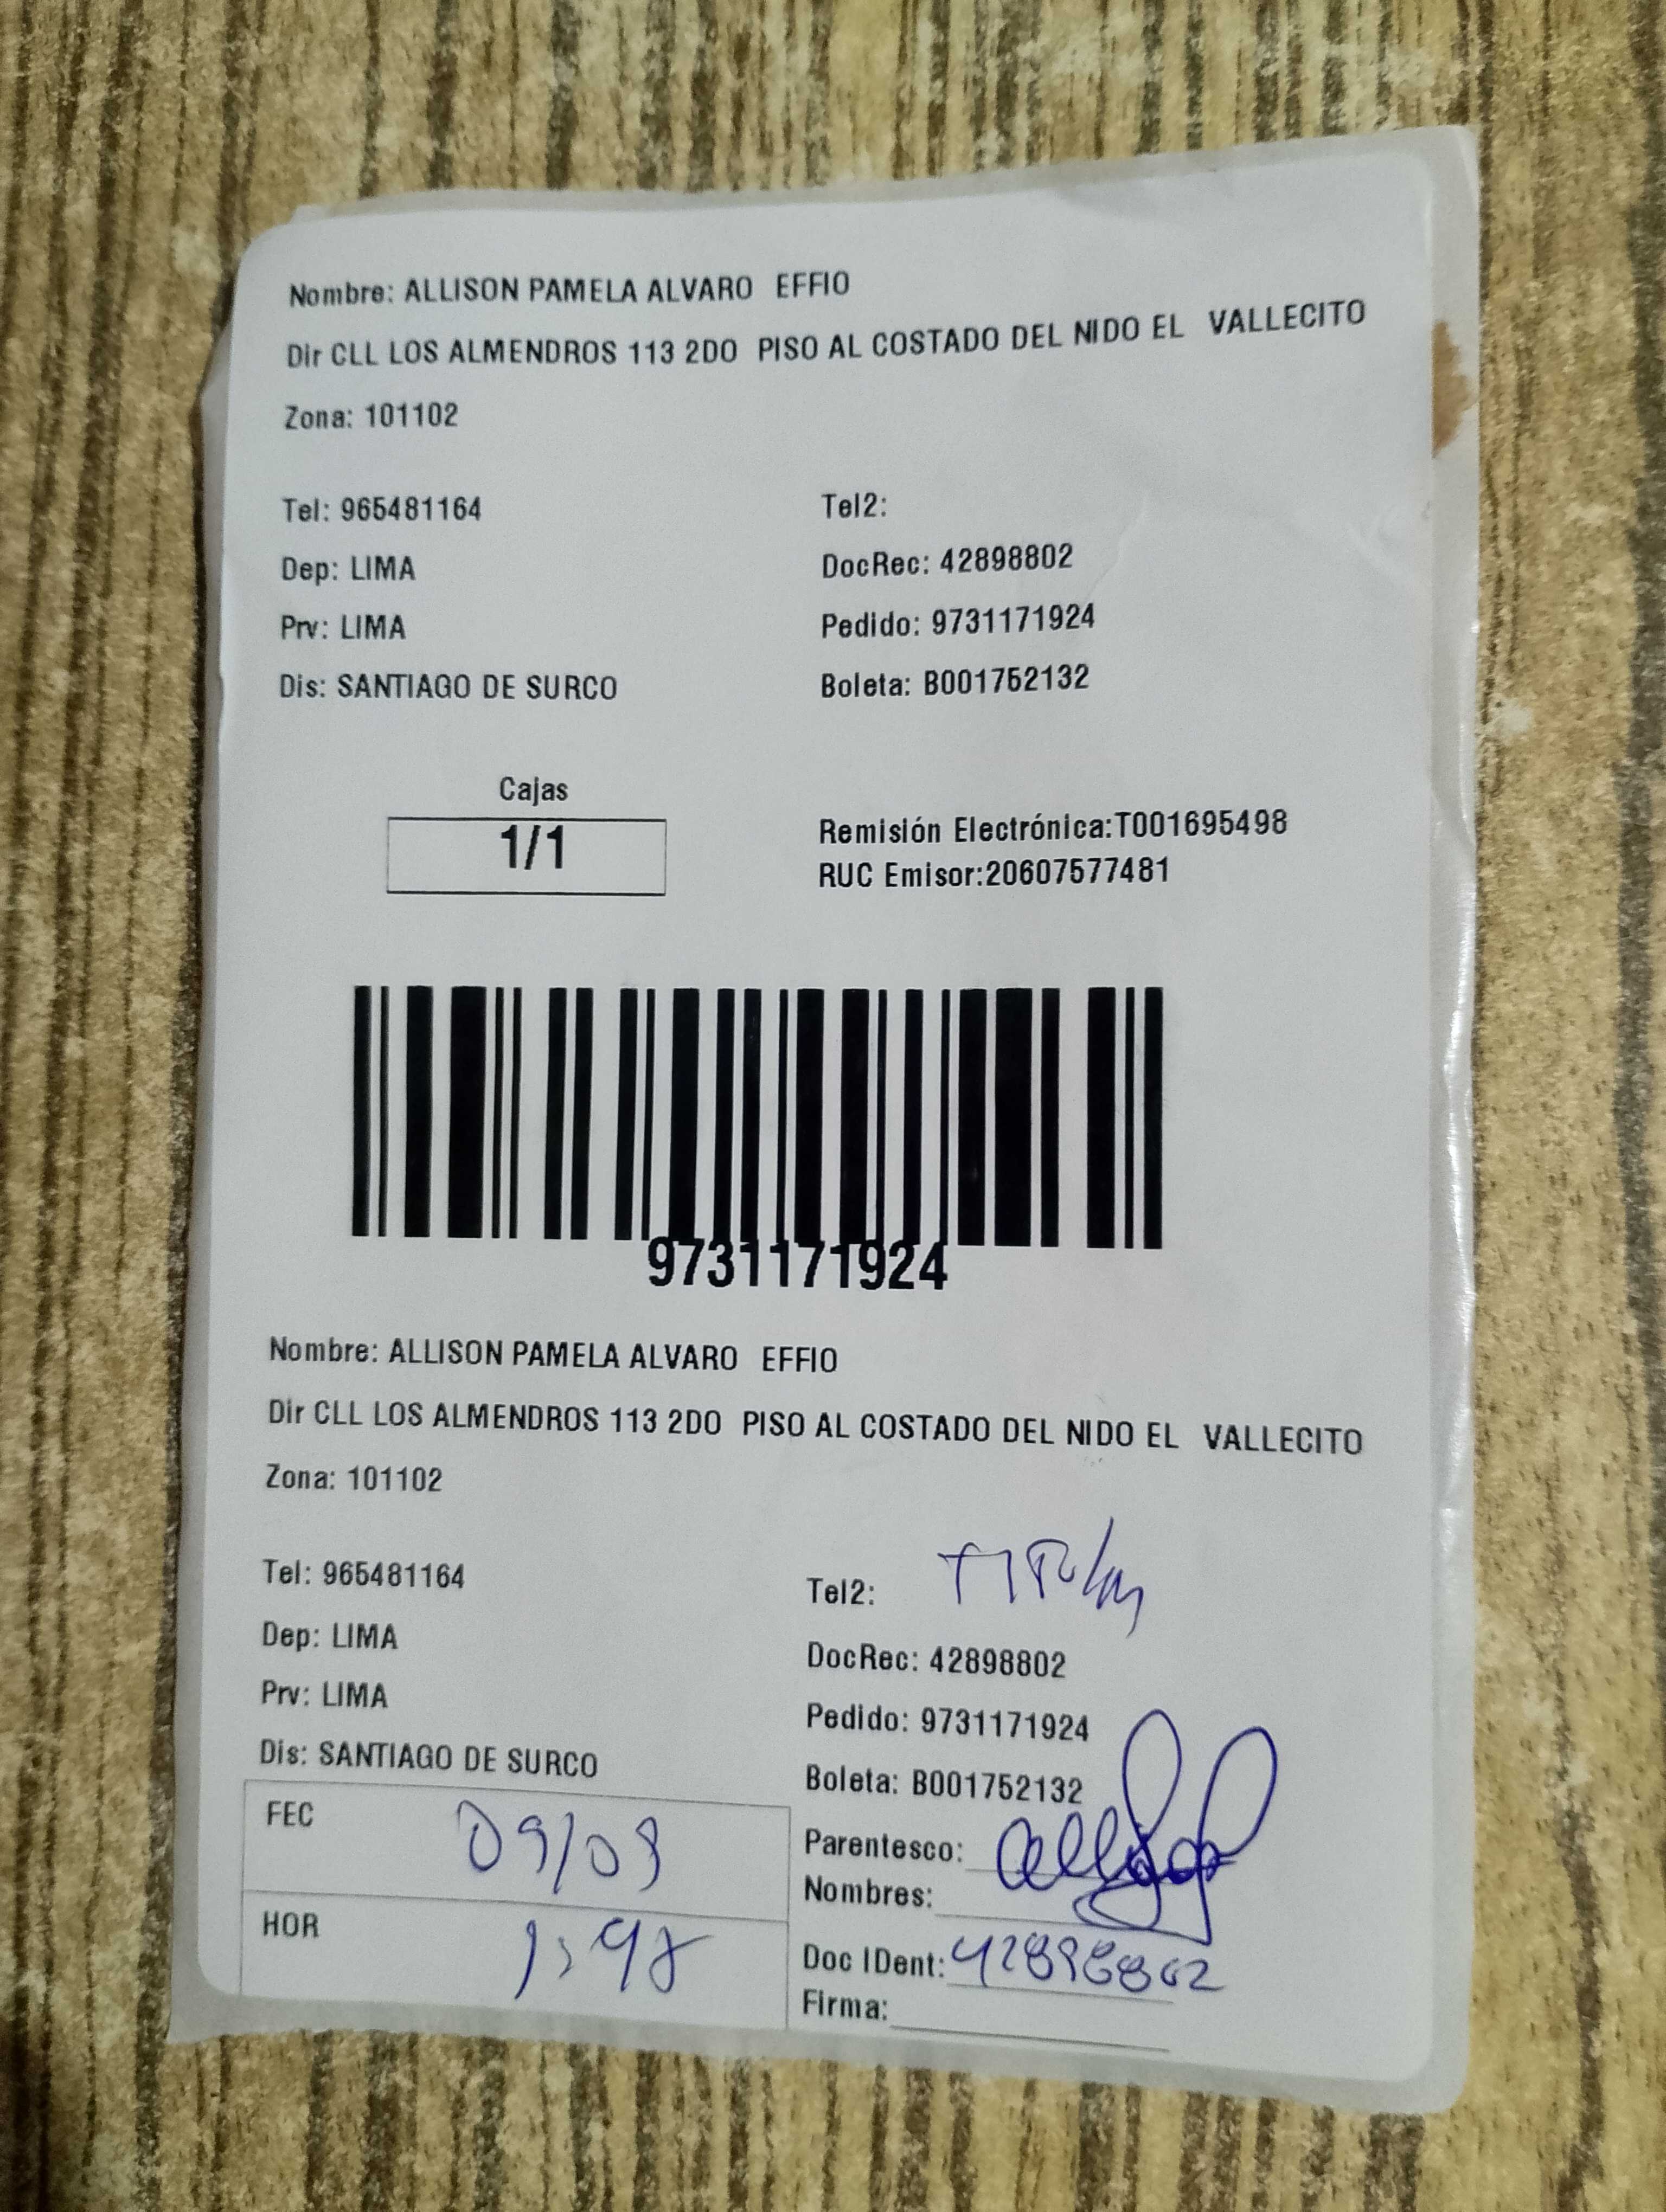 Nombre: ALLISON PAMELA ALVARO EFFIO
Dir CLL LOS ALMENDROS 113 2DO PISO AL COSTADO DEL NIDO EL VALLECITO
Zona: 101102
Tel: 965481164
Tel2:
Dep: LIMA
DocRec: 42898802
Prv: LIMA
Pedido: 9731171924
Dis: SANTIAGO DE SURCO
Boleta: B001752132
Cajas
1/1
Remisión Electrónica:T001695498
RUC Emisor:20607577481
9731171924
Nombre: ALLISON PAMELA ALVARO EFFIO
Dir CLL LOS ALMENDROS 113 2DO PISO AL COSTADO DEL NIDO EL VALLECITO
Zona: 101102
Tel: 965481164
Tel2:
Dep: LIMA
DocRec: 42898802
Prv: LIMA
Pedido: 9731171924
Dis: SANTIAGO DE SURCO
Boleta: B001752132
FEC 09/03
Parentesco:
Nombres:
HOR
Doc IDent: 42898802
Firma: